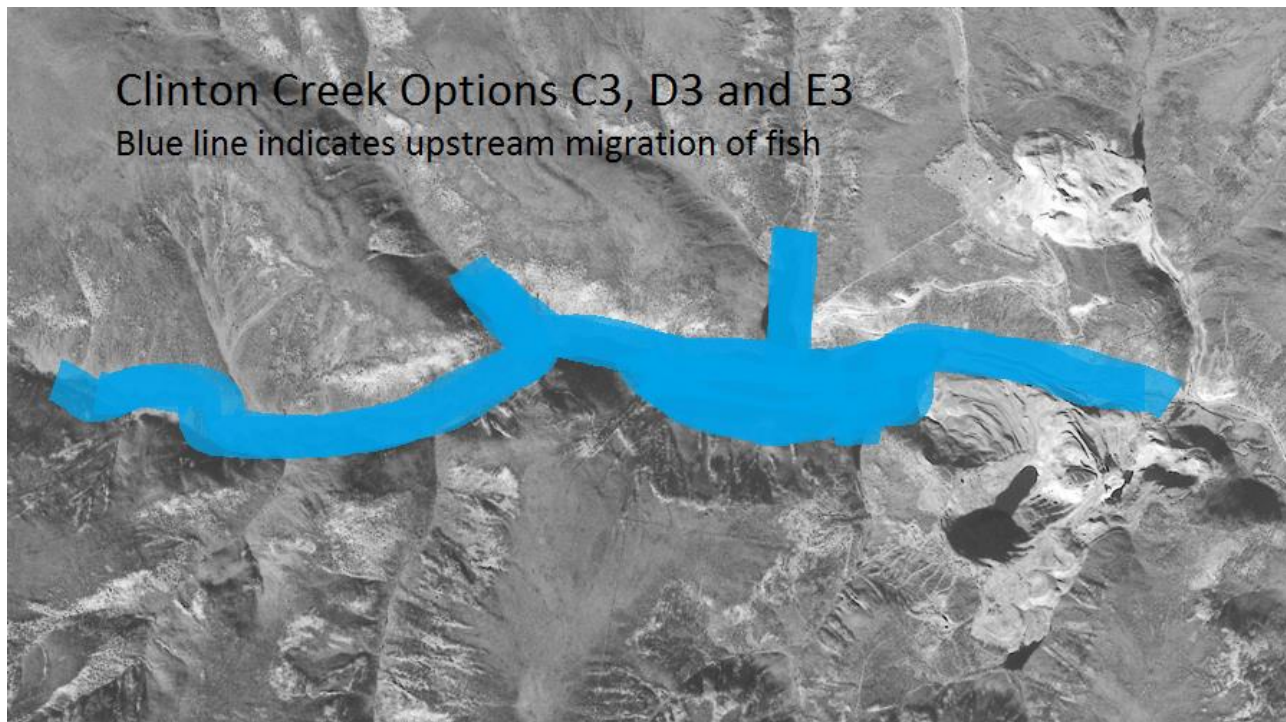 Clinton Creek Options C3, D3 and E3
Blue line indicates upstream migration of fish